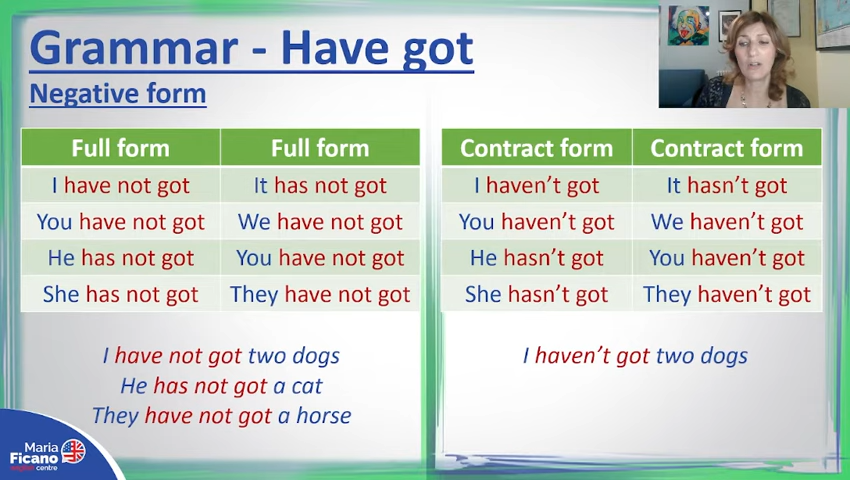 Grammar - Have got
Negative form
Full form Full form
I have not got It has not got
You have not got We have not got
He has not got You have not got
She has not got They have not got
I have not got two dogs
He has not got a cat
They have not got a horse
Contract form Contract form
I haven’t got It hasn’t got
You haven’t got We haven’t got
He hasn’t got You haven’t got
She hasn’t got They haven’t got
I haven’t got two dogs
Maria
Ficano
english centre